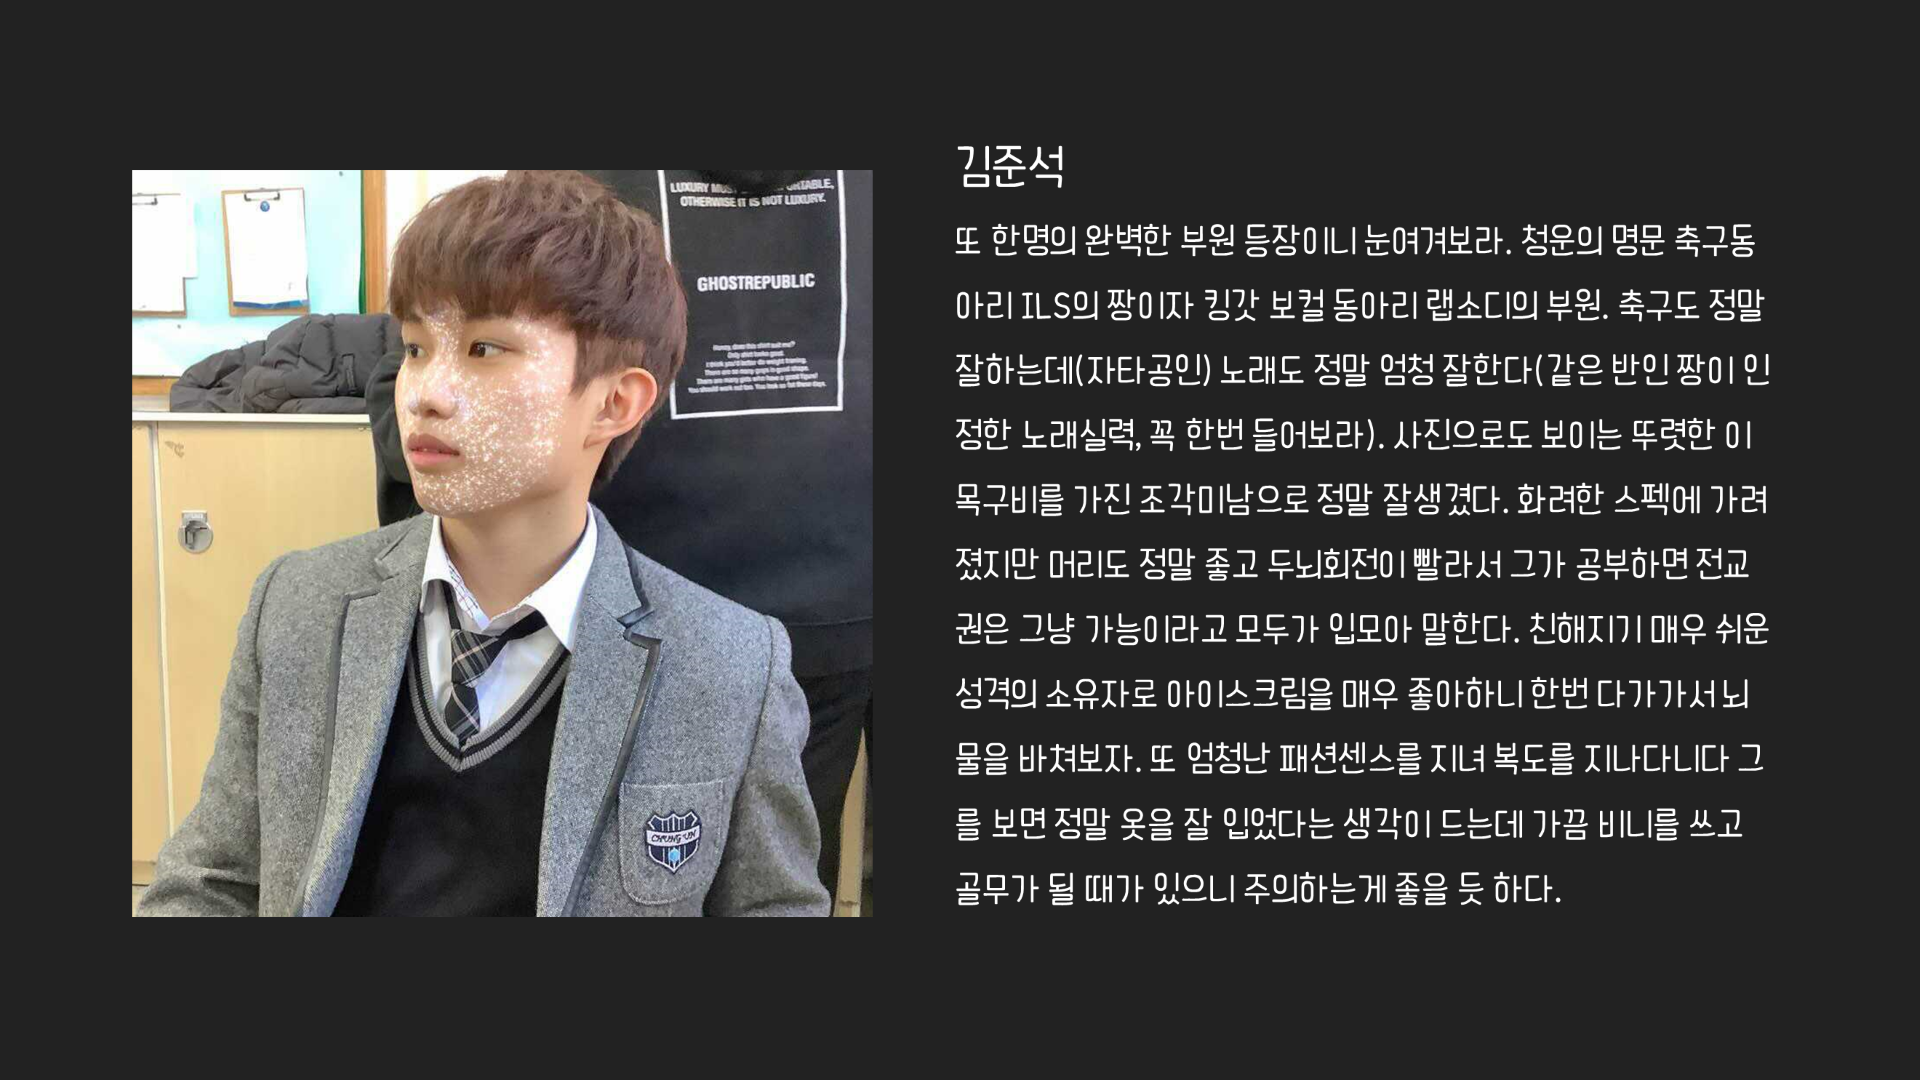 LUXURY
OTHERWISE IT IS NOT LUXURY.
GHOSTREPUBLIC
CHUNG UN
김준석
또 한명의 완벽한 부원 등장이니 눈여겨보라. 청운의 명문 축구동
아리 ILS의 짱이자 킹갓 보컬 동아리 랩소디의 부원. 축구도 정말
잘하는데(자타공인) 노래도 정말 엄청 잘한다(같은 반인 짱이 인
정한 노래실력, 꼭 한번 들어보라). 사진으로도 보이는 뚜렷한 이
목구비를 가진 조각미남으로 정말 잘생겼다. 화려한 스펙에 가려
졌지만 머리도 정말 좋고 두뇌회전이 빨라서 그가 공부하면 전교
권은 그냥 가능이라고 모두가 입모아 말한다. 친해지기 매우 쉬운
성격의 소유자로 아이스크림을 매우 좋아하니 한번 다가가서 뇌
물을 바쳐보자. 또 엄청난 패션센스를 지녀 복도를 지나다니다 그
를 보면 정말 옷을 잘 입었다는 생각이 드는데 가끔 비니를 쓰고
골무가 될 때가 있으니 주의하는게 좋을 듯 하다.